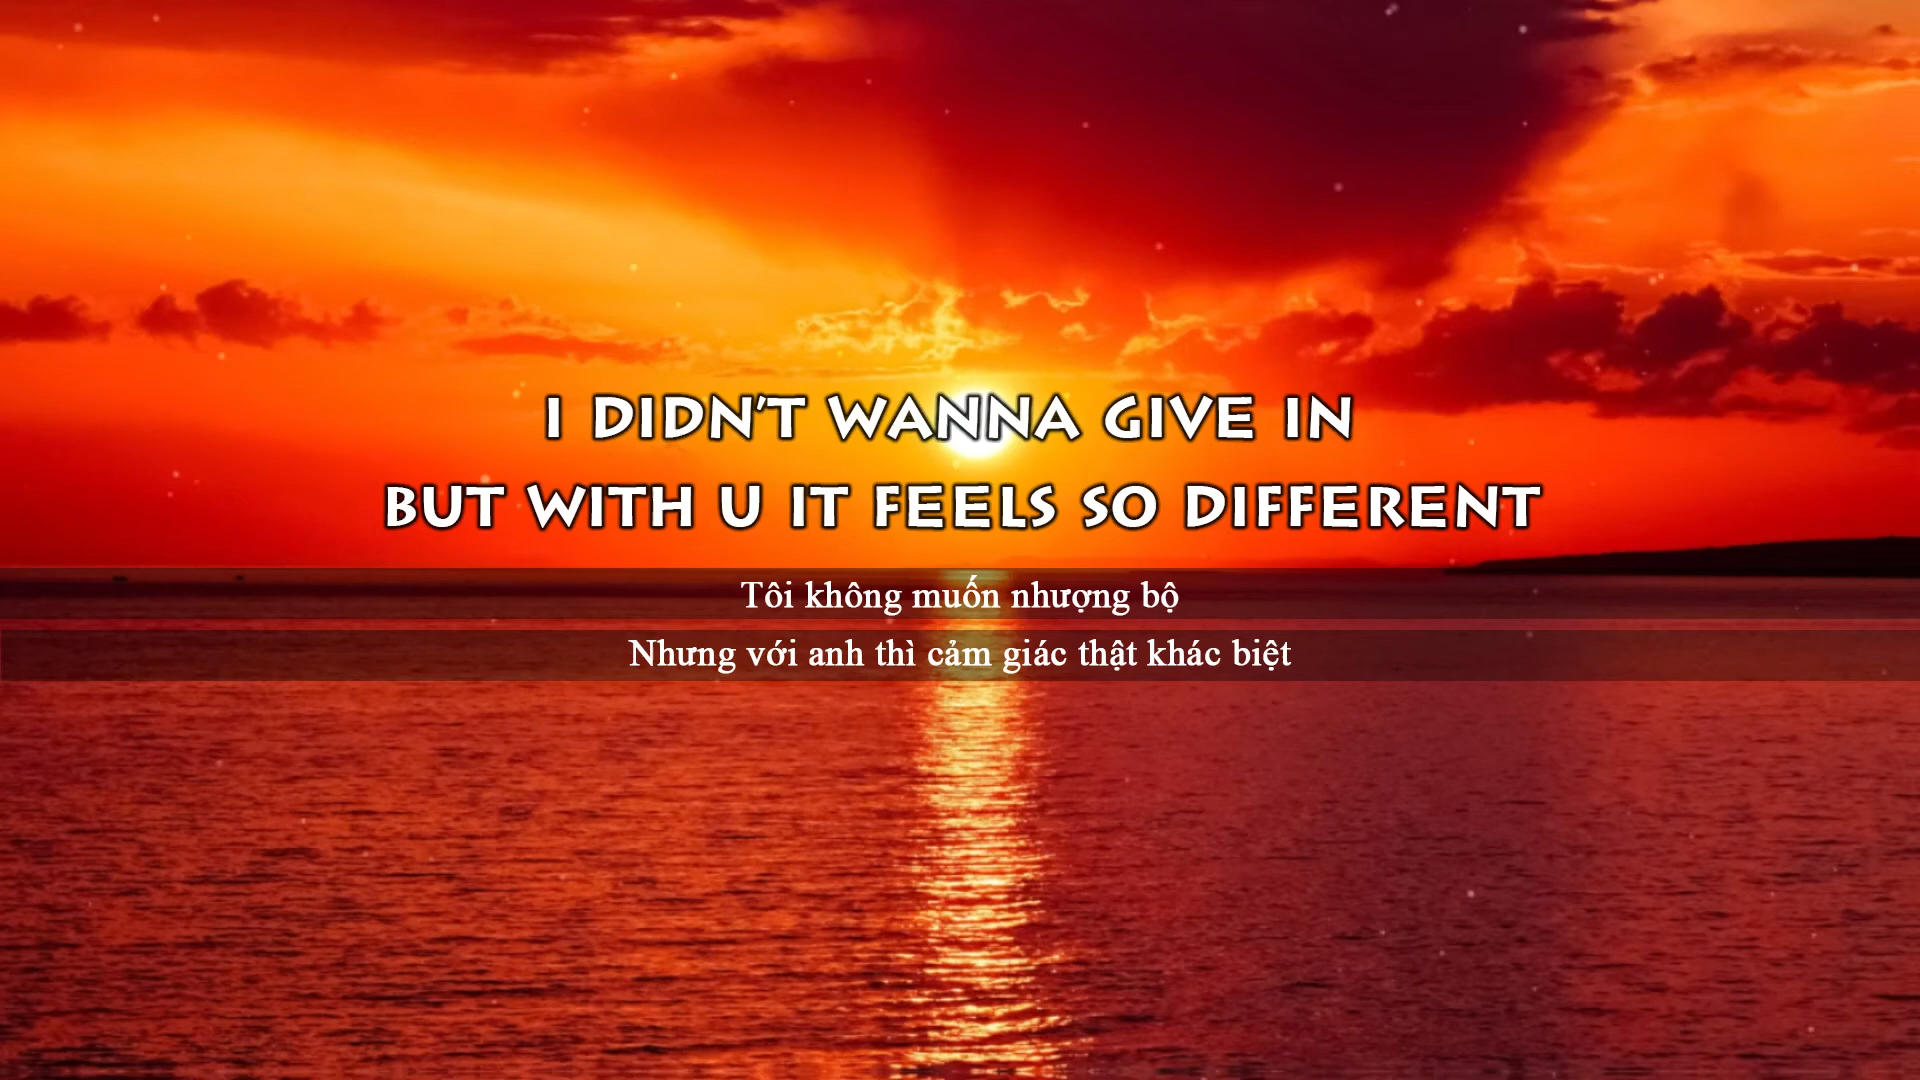 I DIDN'T WANNA GIVE IN
BUT WITH U IT FEELS SO DIFFERENT
Tôi không muốn nhượng bộ
Nhưng với anh thì cảm giác thật khác biệt